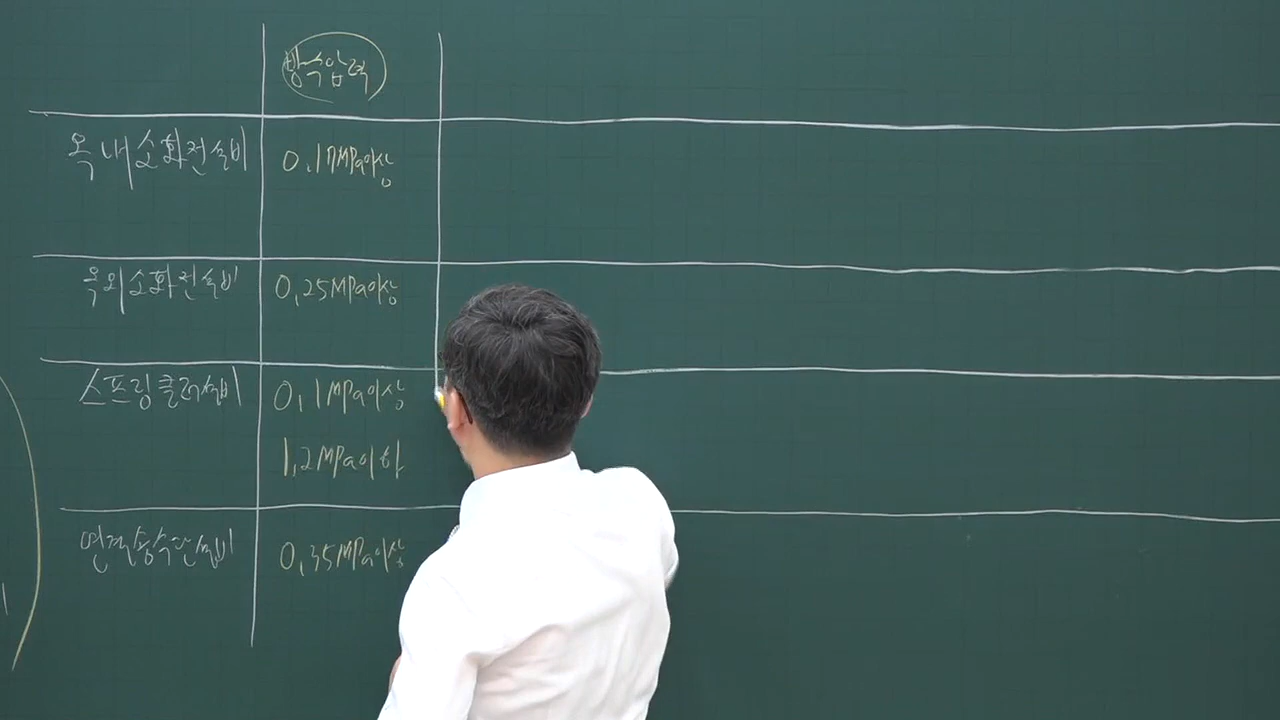 방수압력
옥내소화전설비 0.17MPa이상
옥외소화전설비 0.25MPa이상
스프링클러설비 0.1MPa이상
1.2MPa이하
연결송수관설비 0.35MPa이상